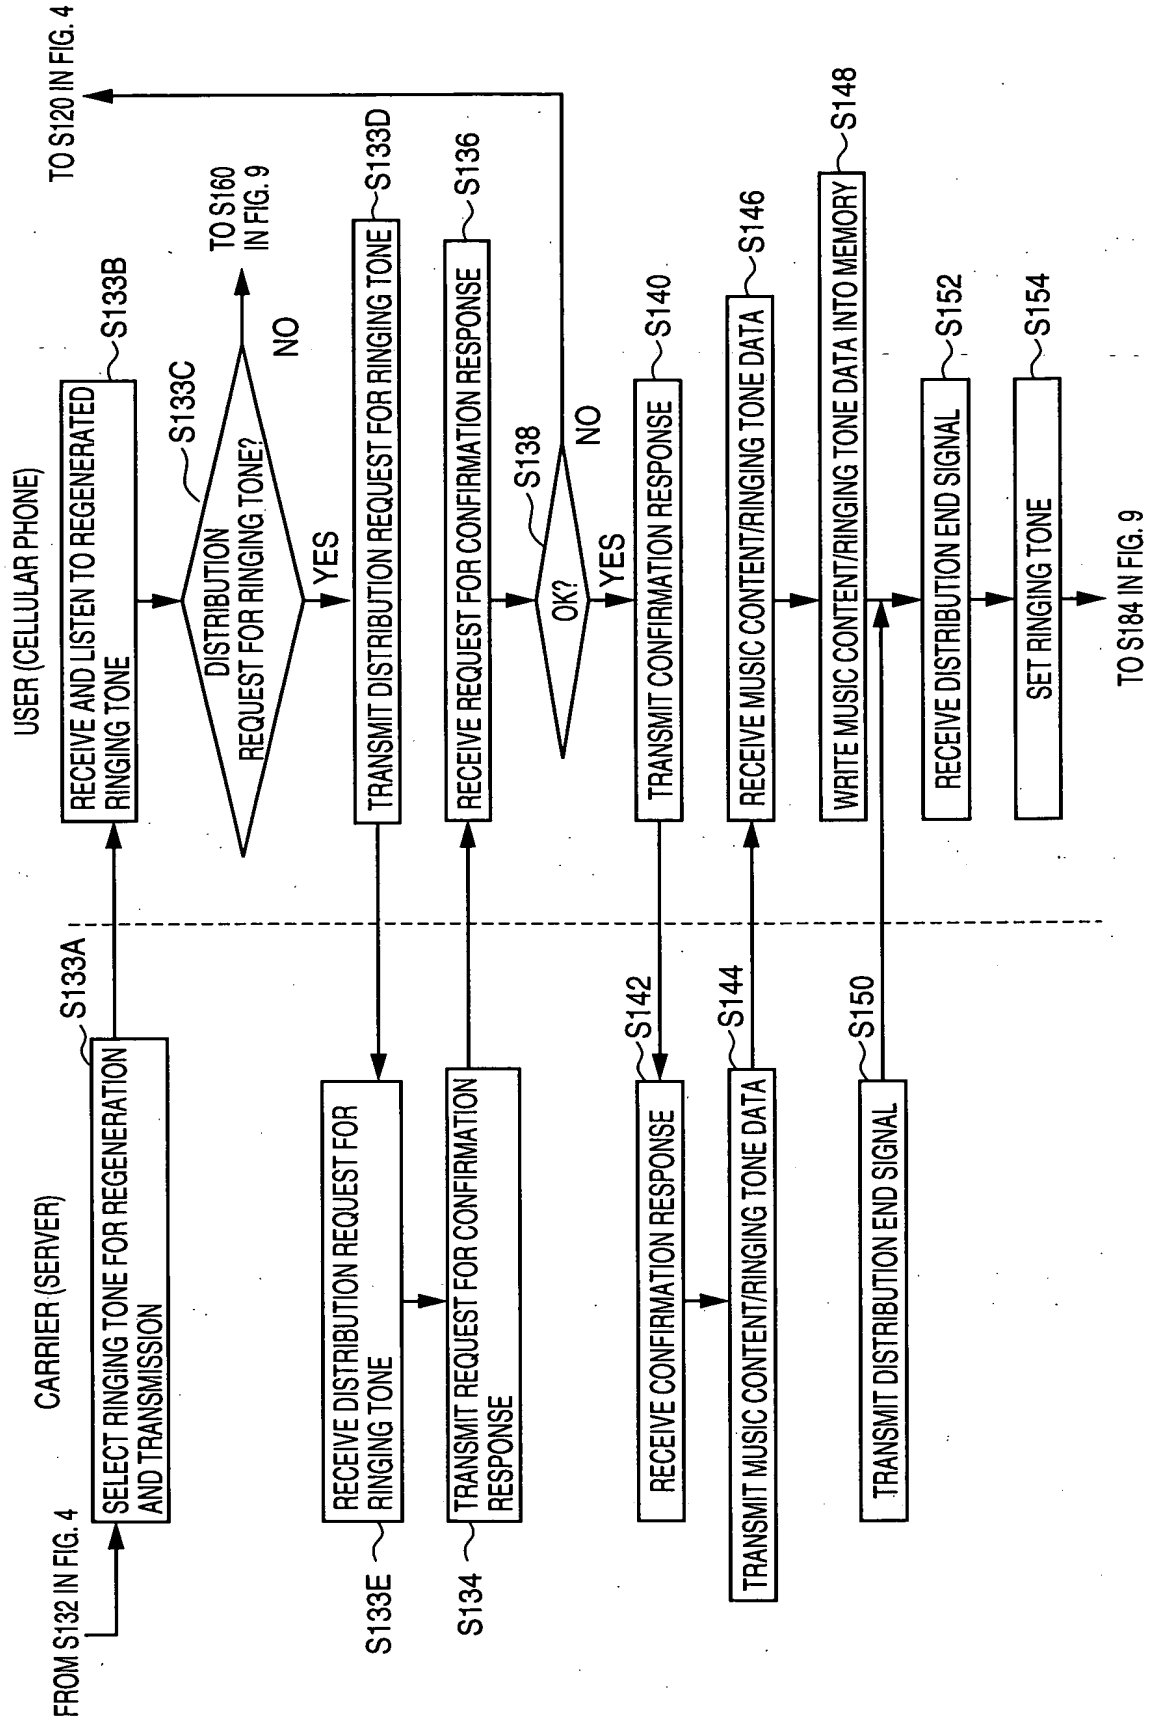 CARRIER (SERVER)
USER (CELLULAR PHONE)
FROM S132 IN FIG. 4
S133A
SELECT RINGING TONE FOR REGENERATION
AND TRANSMISSION
S133B
RECEIVE AND LISTEN TO REGENERATED
RINGING TONE
TO S120 IN FIG. 4
S133C
DISTRIBUTION
REQUEST FOR RINGING TONE?
NO
TO S160
IN FIG. 9
YES
S133D
TRANSMIT DISTRIBUTION REQUEST FOR RINGING TONE
S133E
RECEIVE DISTRIBUTION REQUEST FOR
RINGING TONE
S134
TRANSMIT REQUEST FOR CONFIRMATION
RESPONSE
S136
RECEIVE REQUEST FOR CONFIRMATION RESPONSE
S138
OK?
NO
YES
S140
TRANSMIT CONFIRMATION RESPONSE
S142
RECEIVE CONFIRMATION RESPONSE
S144
TRANSMIT MUSIC CONTENT/RINGING TONE DATA
S146
RECEIVE MUSIC CONTENT/RINGING TONE DATA
S148
WRITE MUSIC CONTENT/RINGING TONE DATA INTO MEMORY
S150
TRANSMIT DISTRIBUTION END SIGNAL
S152
RECEIVE DISTRIBUTION END SIGNAL
S154
SET RINGING TONE
TO S184 IN FIG. 9